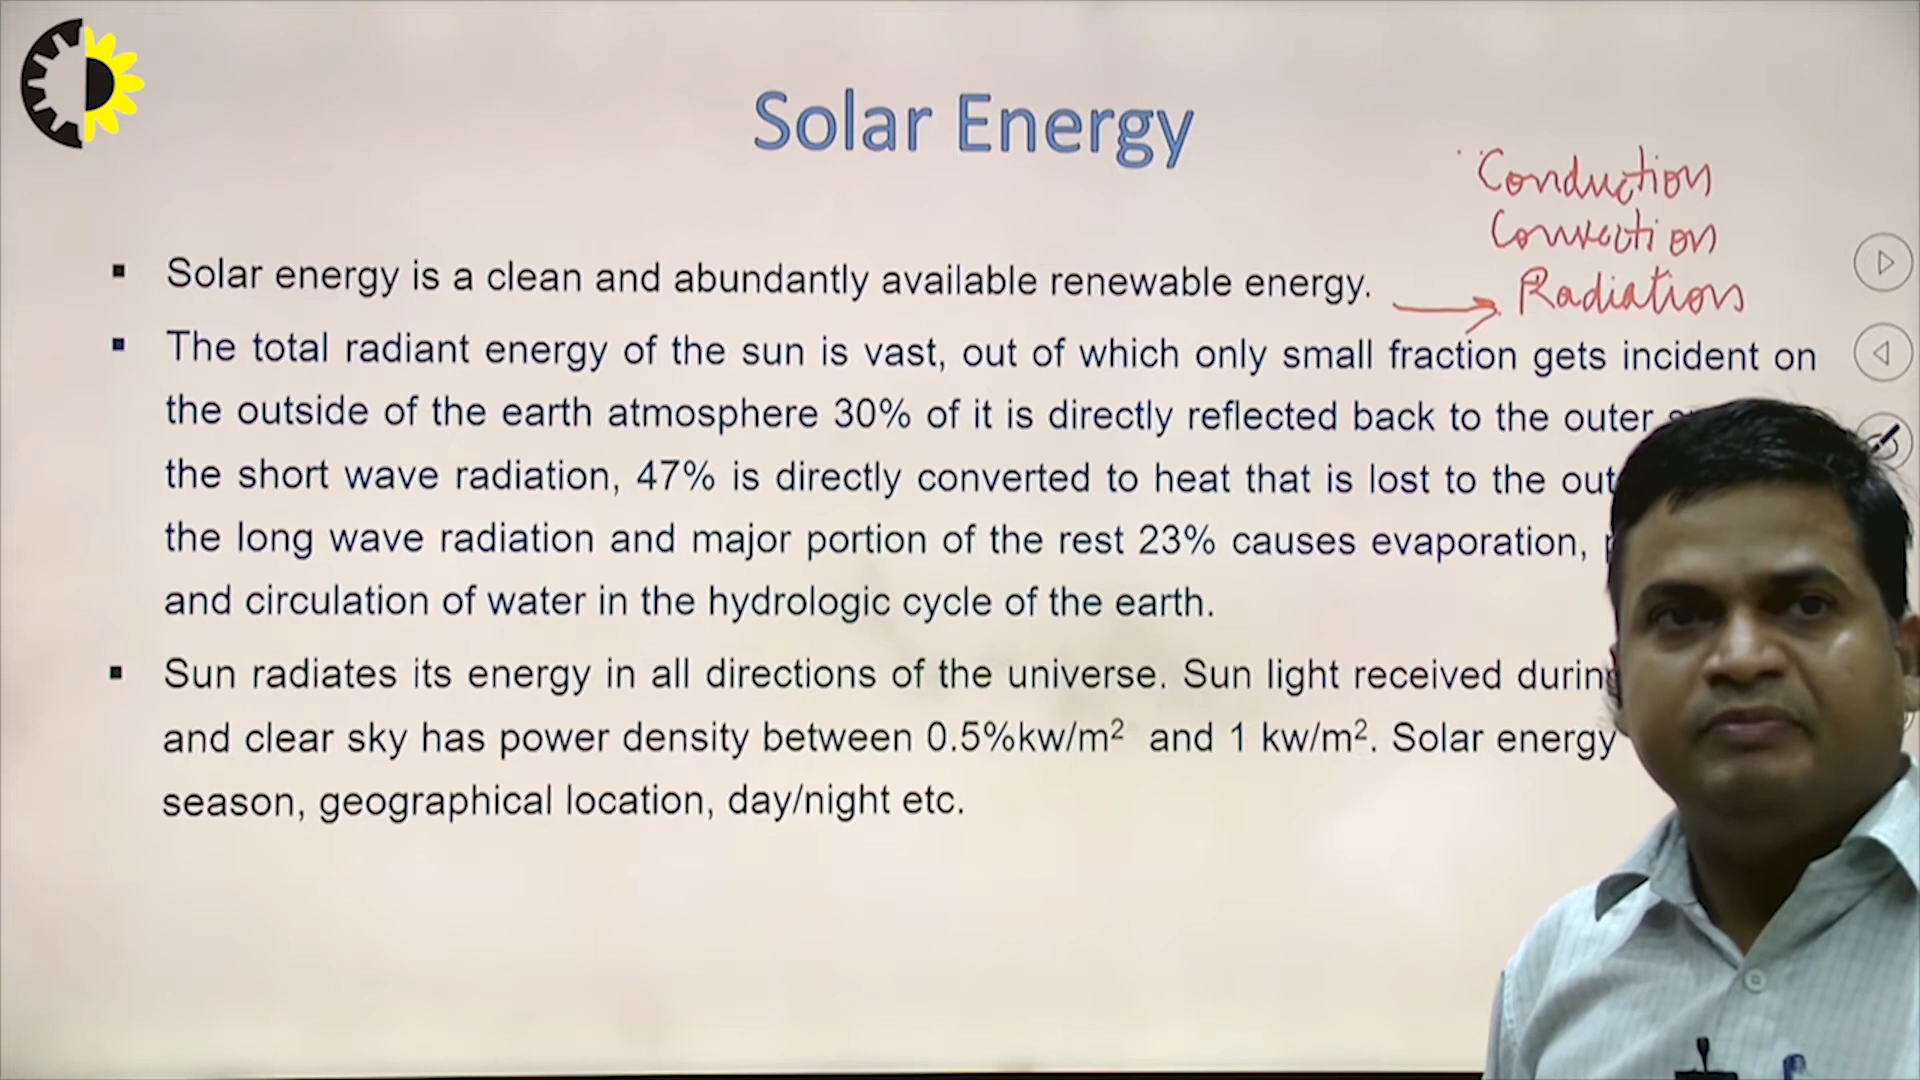 Solar Energy
Conduction
Convection
Radiation
▪ Solar energy is a clean and abundantly available renewable energy.
▪ The total radiant energy of the sun is vast, out of which only small fraction gets incident on
the outside of the earth atmosphere 30% of it is directly reflected back to the outer
the short wave radiation, 47% is directly converted to heat that is lost to the
the long wave radiation and major portion of the rest 23% causes evaporation,
and circulation of water in the hydrologic cycle of the earth.
▪ Sun radiates its energy in all directions of the universe. Sun light received
and clear sky has power density between 0.5%kw/m² and 1 kw/m². Solar energy
season, geographical location, day/night etc.